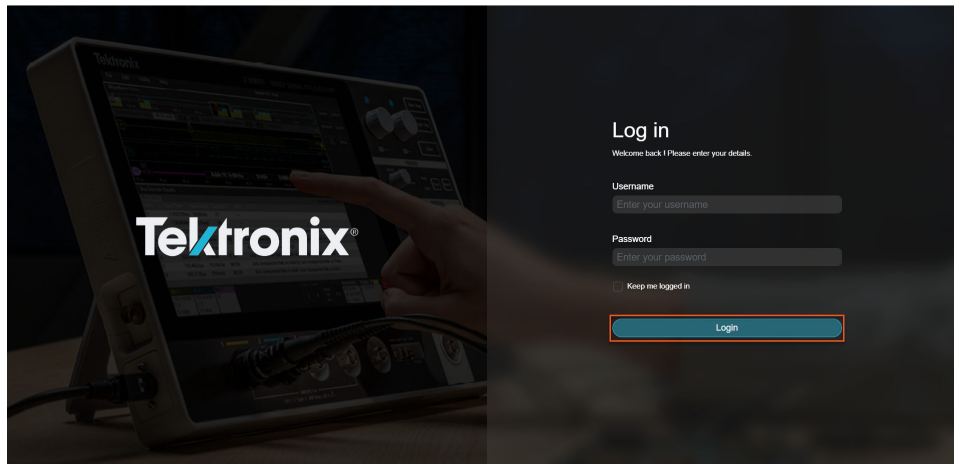 Tektronix
Tektronix®
Log in
Welcome back ! Please enter your details.
Username
Enter your username
Password
Enter your password
Keep me logged in
Login